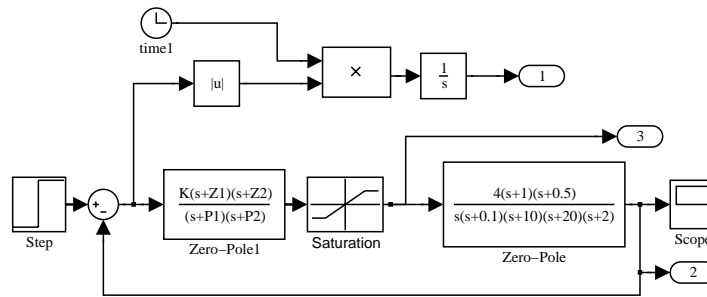 time1
|u|
×
1
s
1
3
Step
+
−
K(s+Z1)(s+Z2)
(s+P1)(s+P2)
Zero−Pole1
Saturation
4(s+1)(s+0.5)
s(s+0.1)(s+10)(s+20)(s+2)
Zero−Pole
Scope
2